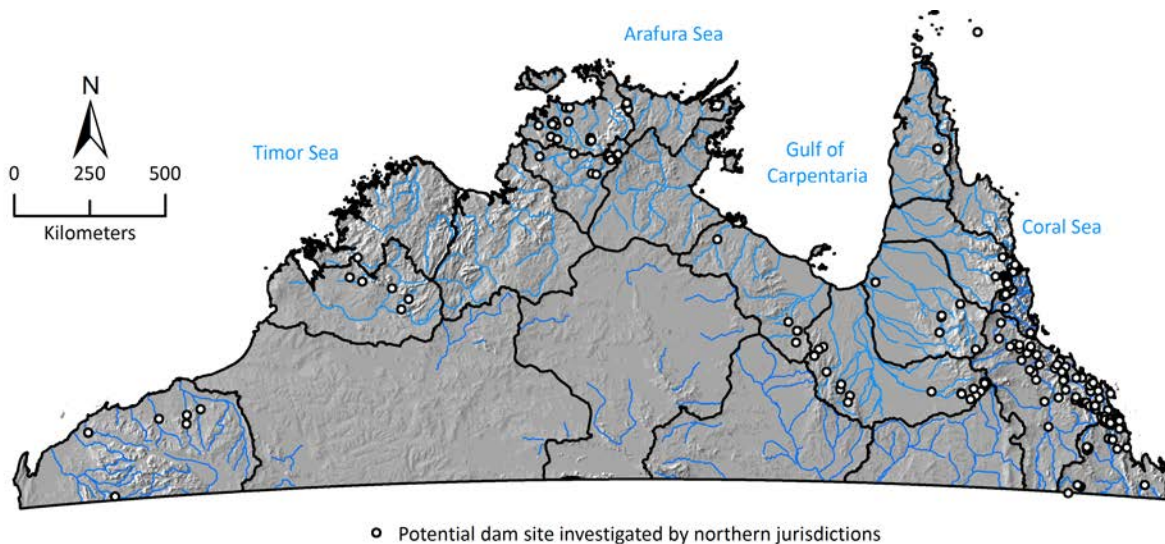 Arafura Sea
N
Timor Sea
Gulf of
Carpentaria
0 250 500
Kilometers
Coral Sea
Potential dam site investigated by northern jurisdictions